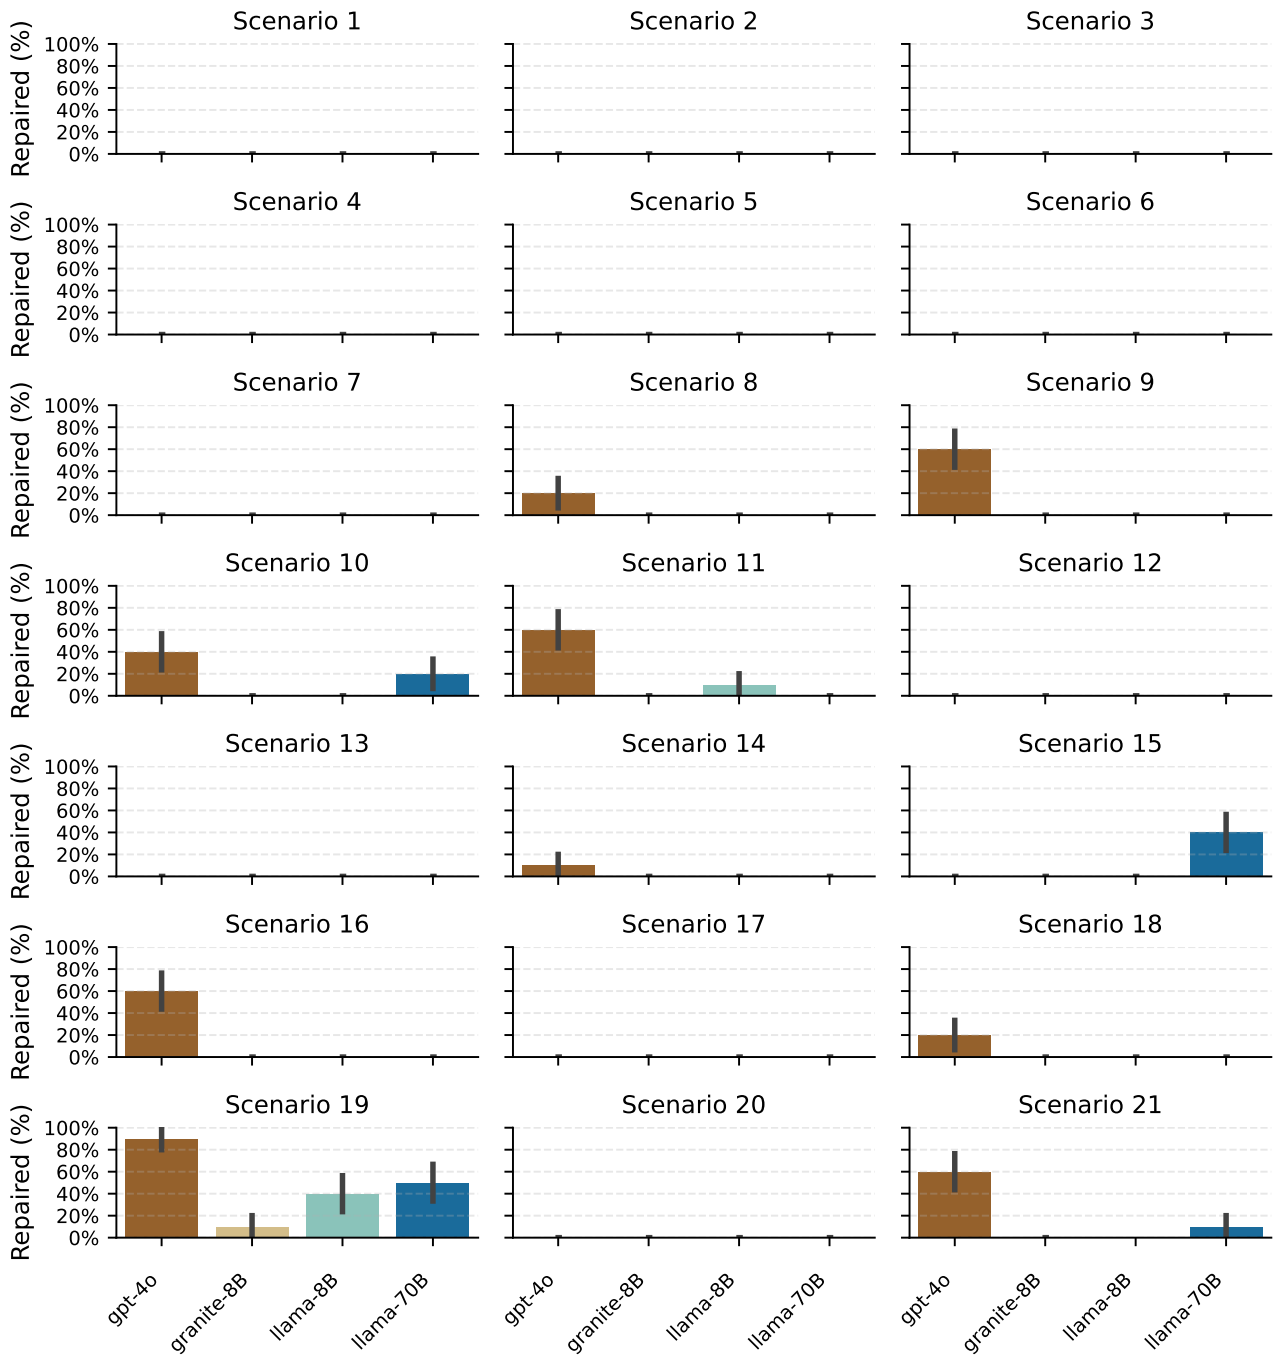 Scenario 1
Scenario 2
Scenario 3
Repaired (%)
100%
80%
60%
40%
20%
0%
Scenario 4
Scenario 5
Scenario 6
Repaired (%)
100%
80%
60%
40%
20%
0%
Scenario 7
Scenario 8
Scenario 9
Repaired (%)
100%
80%
60%
40%
20%
0%
Scenario 10
Scenario 11
Scenario 12
Repaired (%)
100%
80%
60%
40%
20%
0%
Scenario 13
Scenario 14
Scenario 15
Repaired (%)
100%
80%
60%
40%
20%
0%
Scenario 16
Scenario 17
Scenario 18
Repaired (%)
100%
80%
60%
40%
20%
0%
Scenario 19
Scenario 20
Scenario 21
Repaired (%)
100%
80%
60%
40%
20%
0%
gpt-4o
granite-8B
llama-8B
llama-70B
gpt-4o
granite-8B
llama-8B
llama-70B
gpt-4o
granite-8B
llama-8B
llama-70B